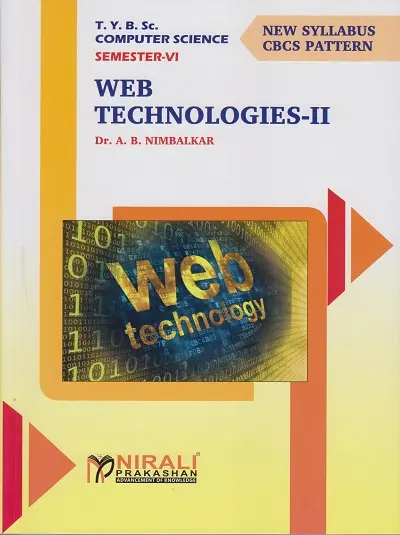 T. Y. B. Sc.
COMPUTER SCIENCE
SEMESTER-VI
NEW SYLLABUS
CBCS PATTERN
WEB
TECHNOLOGIES-II
Dr. A. B. NIMBALKAR
web
technology
NIRALI®
PRAKASHAN
ADVANCEMENT OF KNOWLEDGE